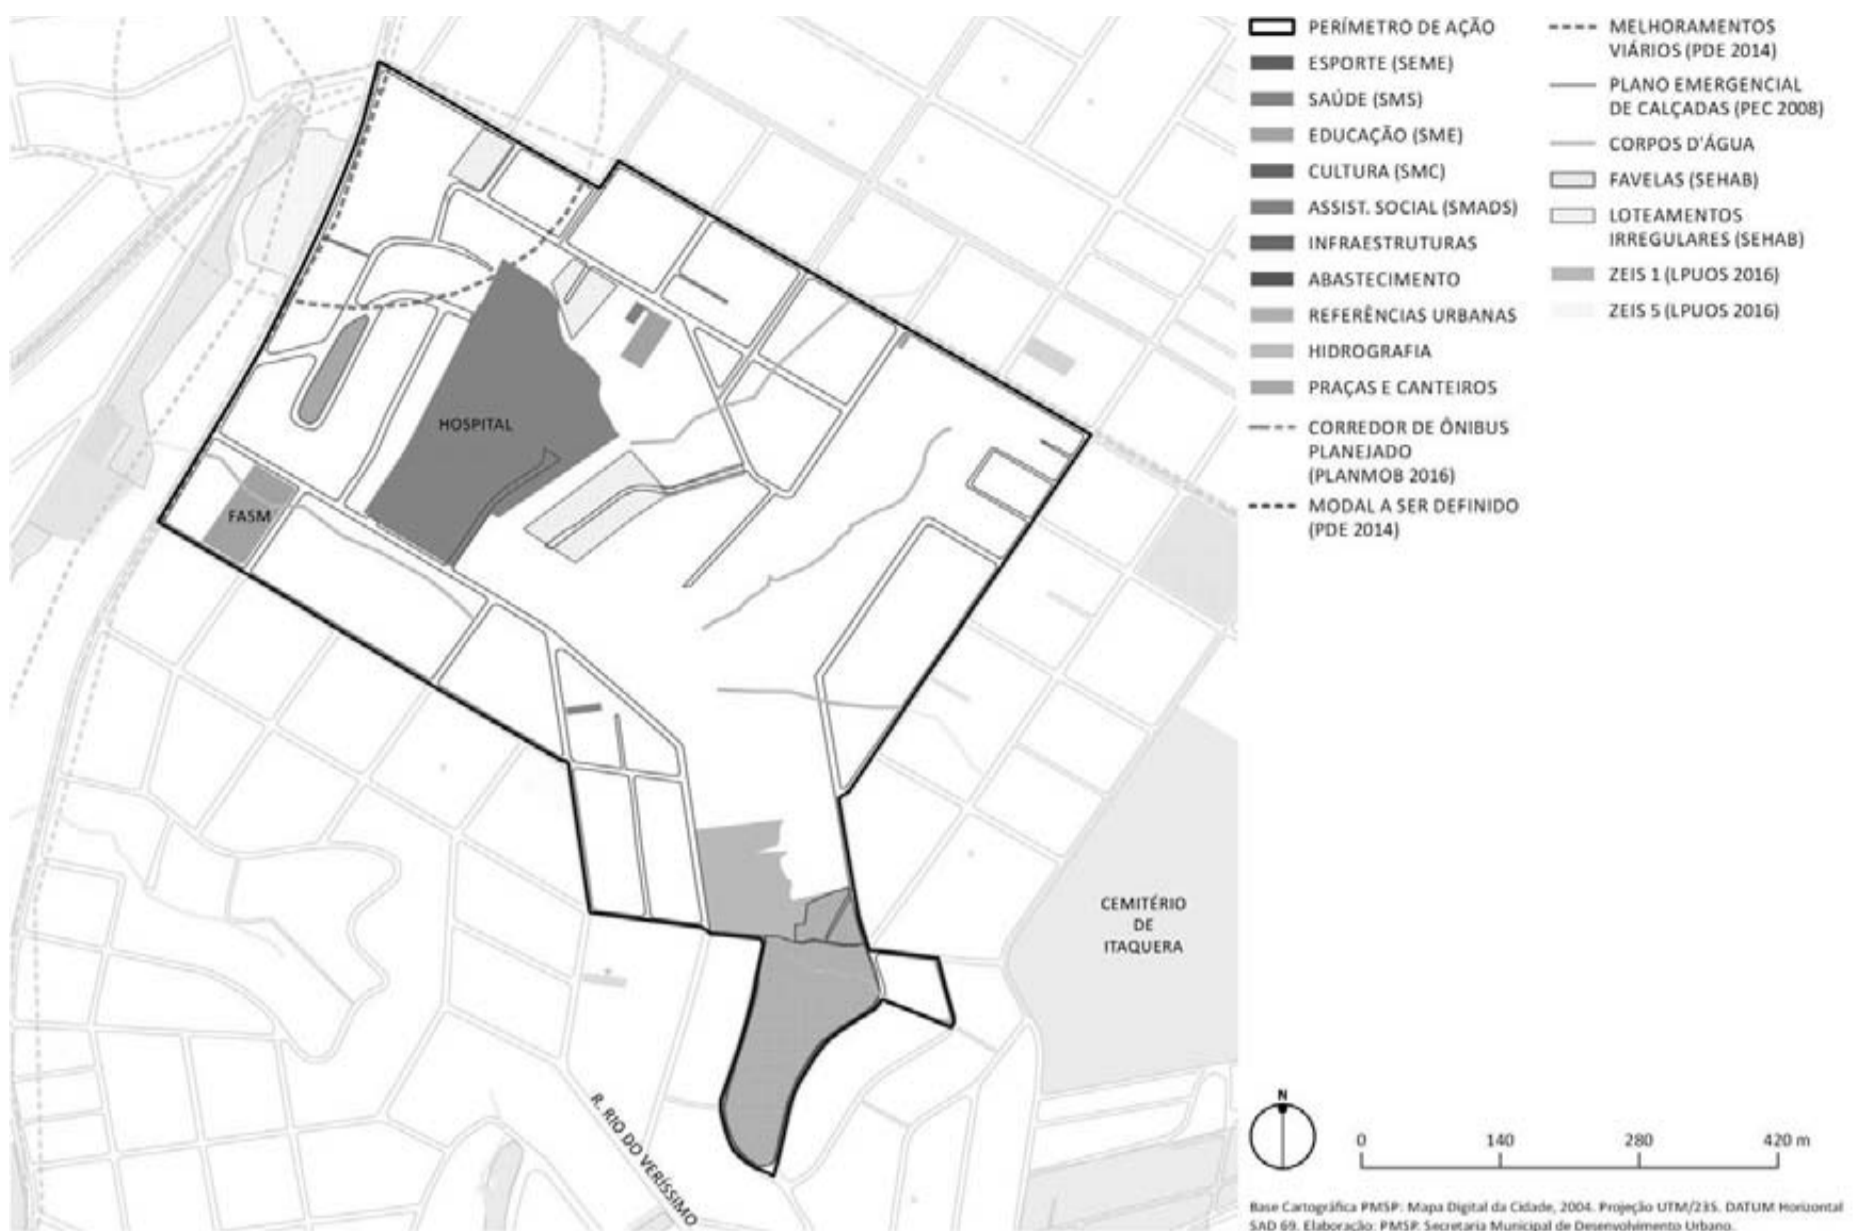 PERÍMETRO DE AÇÃO
ESPORTE (SEME)
SAÚDE (SMS)
EDUCAÇÃO (SME)
CULTURA (SMC)
ASSIST. SOCIAL (SMADS)
INFRAESTRUTURAS
ABASTECIMENTO
REFERÊNCIAS URBANAS
HIDROGRAFIA
PRAÇAS E CANTEIROS
CORREDOR DE ÔNIBUS
PLANEJADO
(PLANMOB 2016)
MODAL A SER DEFINIDO
(PDE 2014)
MELHORAMENTOS
VIÁRIOS (PDE 2014)
PLANO EMERGENCIAL
DE CALÇADAS (PEC 2008)
CORPOS D'ÁGUA
FAVELAS (SEHAB)
LOTEAMENTOS
IRREGULARES (SEHAB)
ZEIS 1 (LPUOS 2016)
ZEIS 5 (LPUOS 2016)
HOSPITAL
FASM
CEMITÉRIO
DE
ITAQUERA
R. RIO DO VERÍSSIMO
N
0 140 280 420 m
Base Cartográfica PMSP: Mapa Digital da Cidade, 2004. Projeção UTM/23S. DATUM Horizontal
SAD 69. Elaboração: PMSP. Secretaria Municipal de Desenvolvimento Urbano.